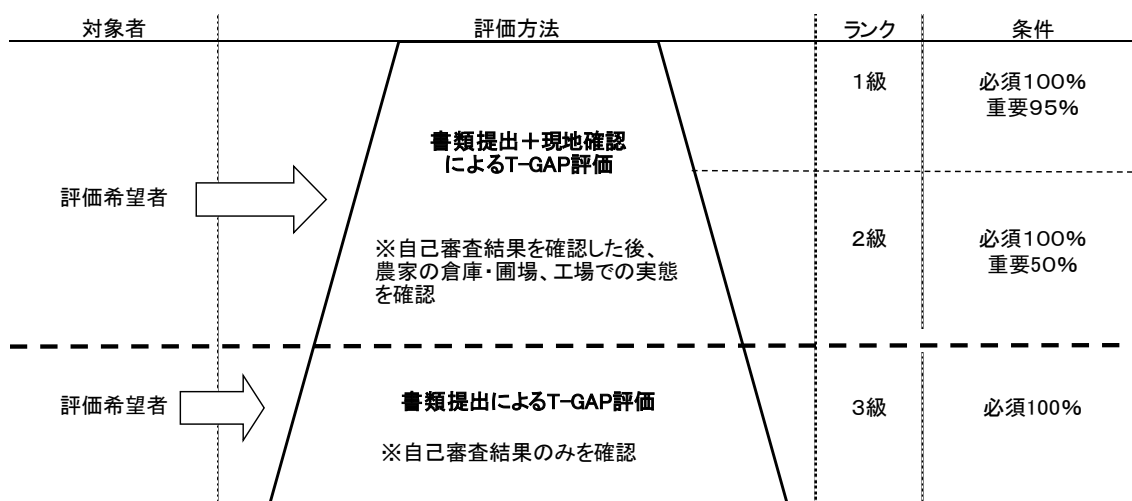 対象者 評価方法 ランク 条件
1級 必須100%
重要95%
書類提出+現地確認
によるT-GAP評価
評価希望者
※自己審査結果を確認した後、
農家の倉庫・圃場、工場での実態
を確認
2級 必須100%
重要50%
評価希望者 書類提出によるT-GAP評価 3級 必須100%
※自己審査結果のみを確認